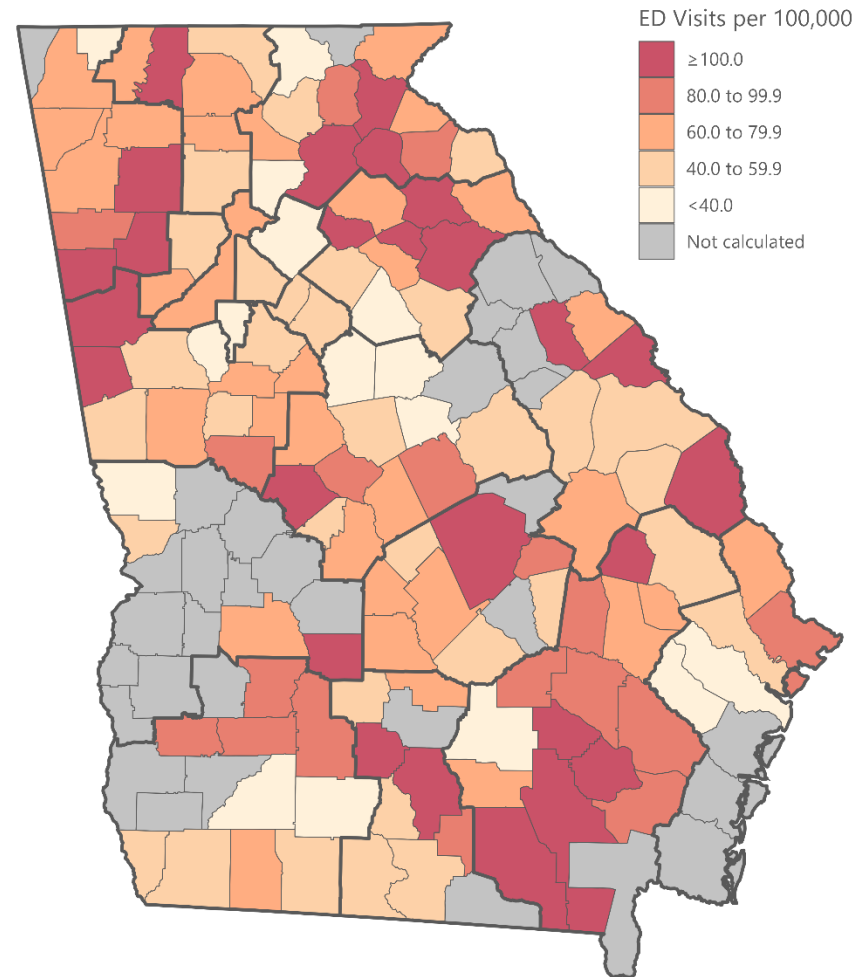 ED Visits per 100,000
≥100.0
80.0 to 99.9
60.0 to 79.9
40.0 to 59.9
<40.0
Not calculated